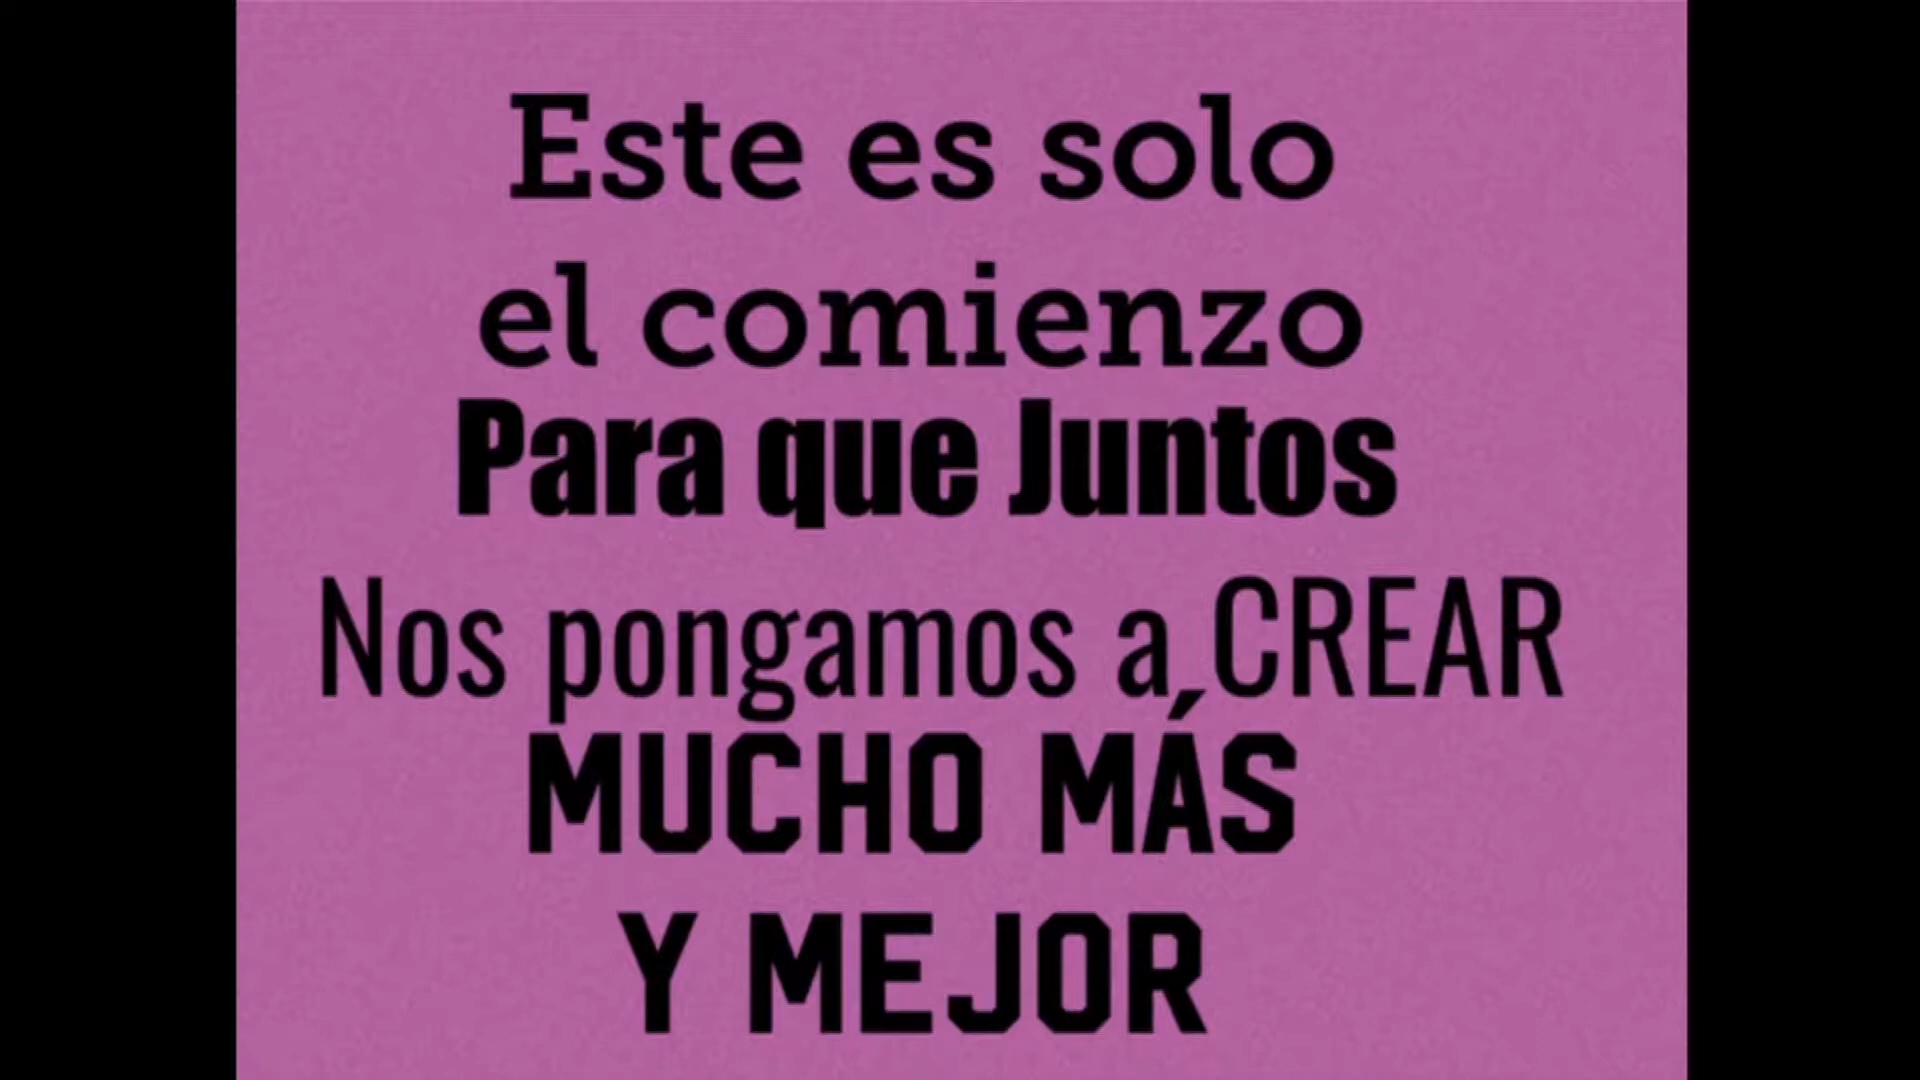 Este es solo
el comienzo
Para que Juntos
Nos pongamos a CREAR
MUCHO MÁS
Y MEJOR